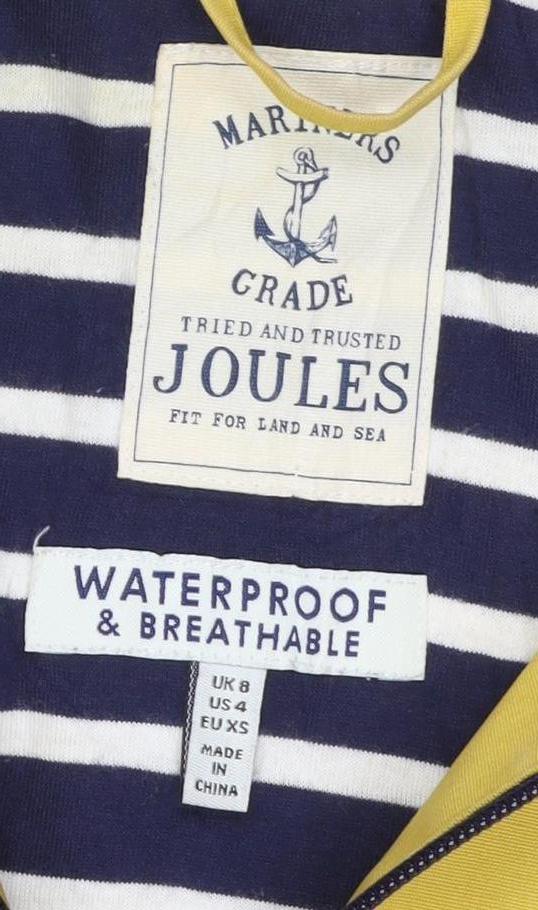 MARINERS
GRADE
TRIED AND TRUSTED
JOULES
FIT FOR LAND AND SEA
WATERPROOF
& BREATHABLE
UK 8
US 4
EU XS
MADE
IN
CHINA